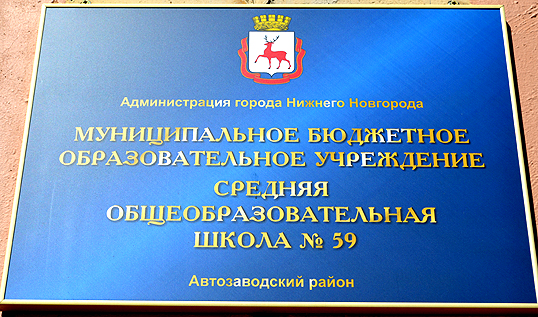 Администрация города Нижнего Новгорода
МУНИЦИПАЛЬНОЕ БЮДЖЕТНОЕ
ОБРАЗОВАТЕЛЬНОЕ УЧРЕЖДЕНИЕ
СРЕДНЯЯ
ОБЩЕОБРАЗОВАТЕЛЬНАЯ
ШКОЛА № 59
Автозаводский район